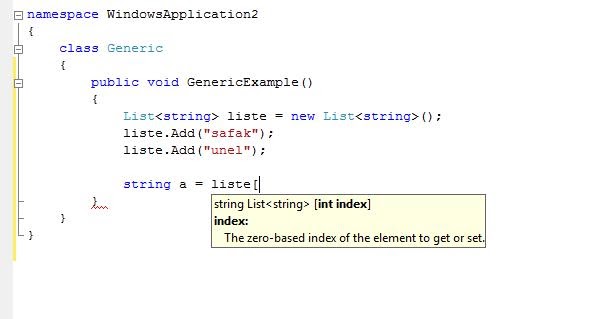 namespace WindowsApplication2
{
class Generic
{
public void GenericExample()
{
List<string> liste = new List<string>();
liste.Add("safak");
liste.Add("unel");
string a = liste[
string List<string> [int index]
index:
The zero-based index of the element to get or set.
}
}
}